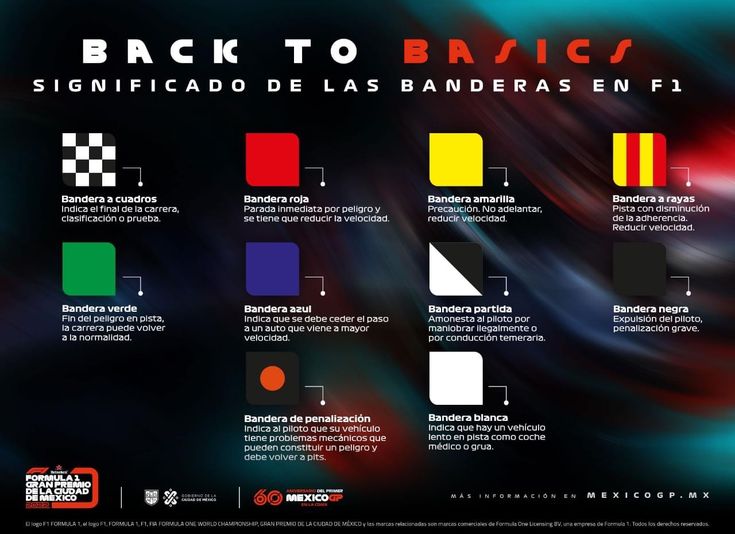 BACK TO BASICS
SIGNIFICADO DE LAS BANDERAS EN F1
Bandera a cuadros
Indica el final de la carrera,
clasificación o prueba.
Bandera roja
Parada inmediata por peligro y
se tiene que reducir la velocidad.
Bandera amarilla
Precaución. No adelantar,
reducir velocidad.
Bandera a rayas
Pista con disminución
de la adherencia.
Reducir velocidad.
Bandera verde
Fin del peligro en pista,
la carrera puede volver
a la normalidad.
Bandera azul
Indica que se debe ceder el paso
a un auto que viene a mayor
velocidad.
Bandera partida
Amonesta al piloto por
maniobrar ilegalmente o
por conducción temeraria.
Bandera negra
Expulsión del piloto,
penalización grave.
Bandera de penalización
Indica al piloto que su vehículo
tiene problemas mecánicos que
pueden constituir un peligro y
debe volver a pits.
Bandera blanca
Indica que hay un vehículo
lento en pista como coche
médico o grua.
Heineken
FORMULA 1
GRAN PREMIO
DE LA CIUDAD
DE MÉXICO
GOBIERNO DE LA
CIUDAD DE MÉXICO
60 ANIVERSARIO DEL PRIMER
MEXICOGP
EN LA CDMX
MÁS INFORMACIÓN EN MEXICOGP.MX
El logo F1 FORMULA 1, el logo F1, FORMULA 1, F1, FIA FORMULA ONE WORLD CHAMPIONSHIP, GRAN PREMIO DE LA CIUDAD DE MÉXICO y las marcas relacionadas son marcas comerciales de Formula One Licensing BV, una empresa de Formula 1. Todos los derechos reservados.